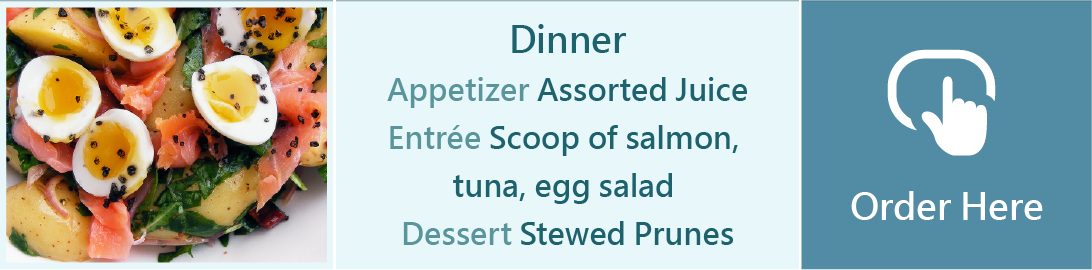 Dinner
Appetizer Assorted Juice
Entrée Scoop of salmon,
tuna, egg salad
Dessert Stewed Prunes
Order Here